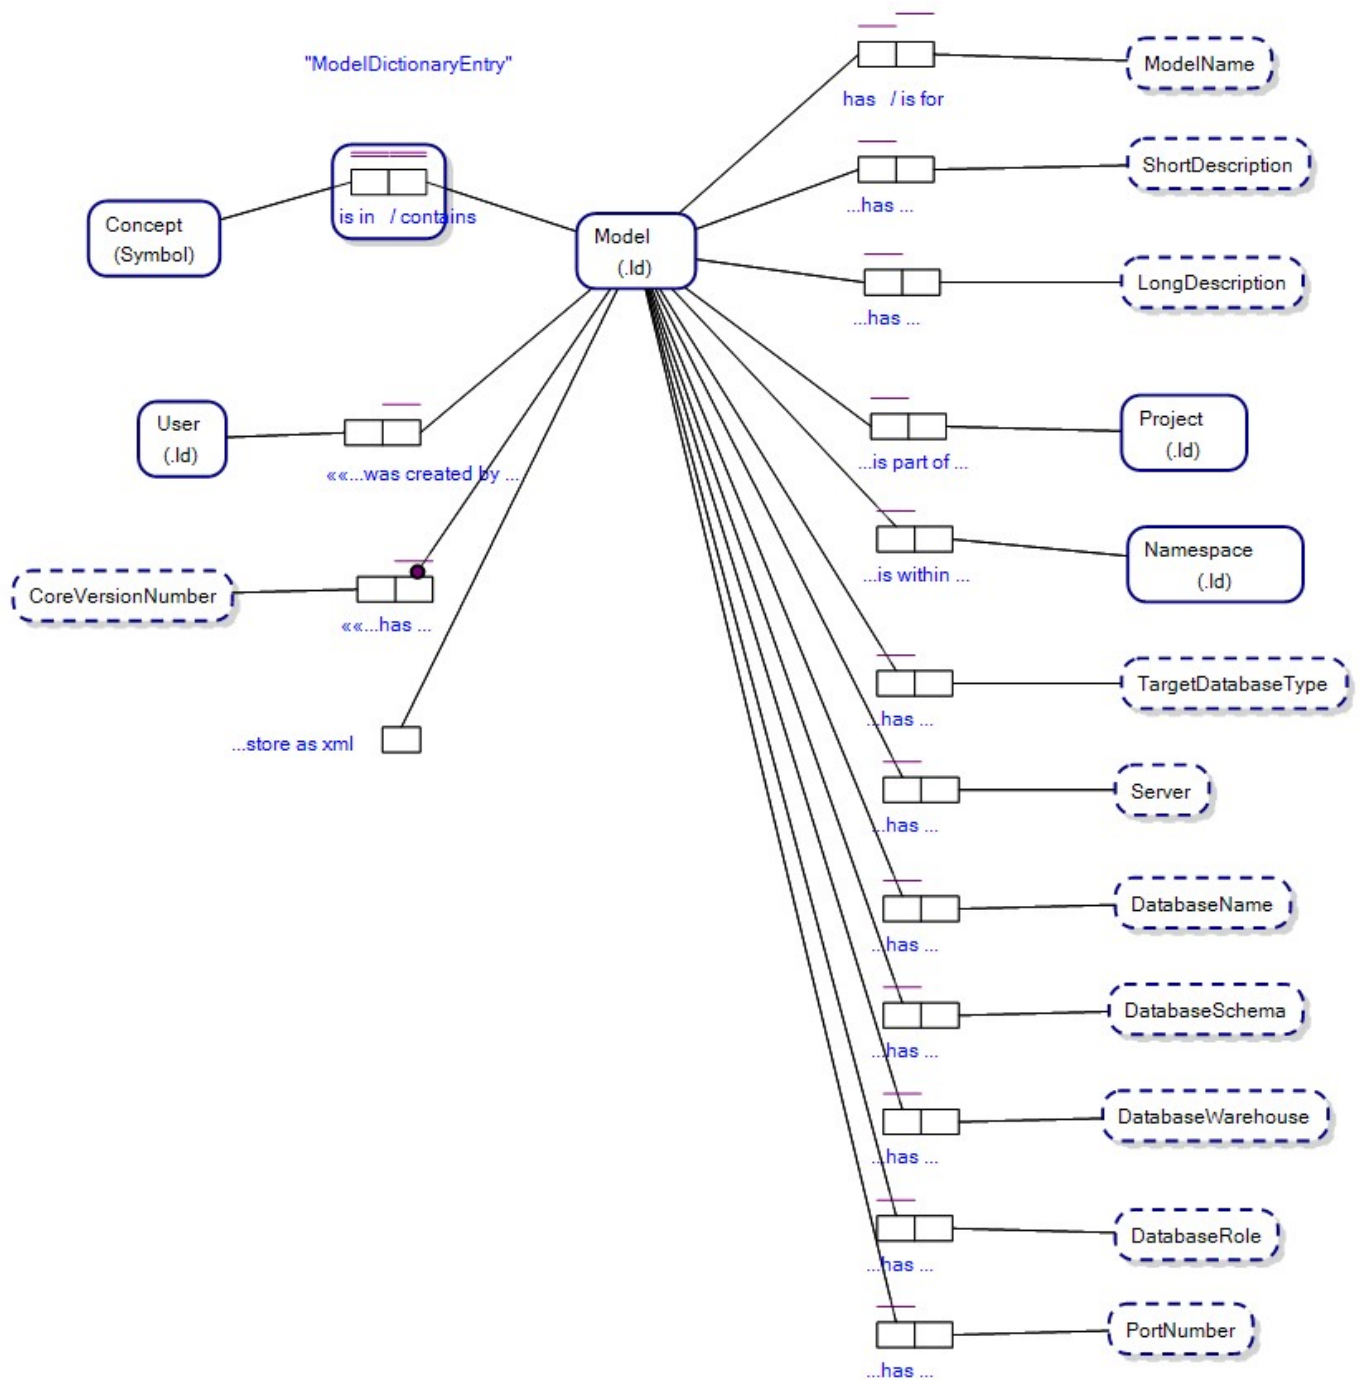 "ModelDictionaryEntry"
has / is for
ModelName
...has ...
ShortDescription
Concept
(Symbol)
is in / contains
Model
(.Id)
...has ...
LongDescription
User
(.Id)
««...was created by ...
...is part of ...
Project
(.Id)
CoreVersionNumber
««...has ...
...is within ...
Namespace
(.Id)
...store as xml
...has ...
TargetDatabaseType
...has ...
Server
...has ...
DatabaseName
...has ...
DatabaseSchema
...has ...
DatabaseWarehouse
...has ...
DatabaseRole
...has ...
PortNumber